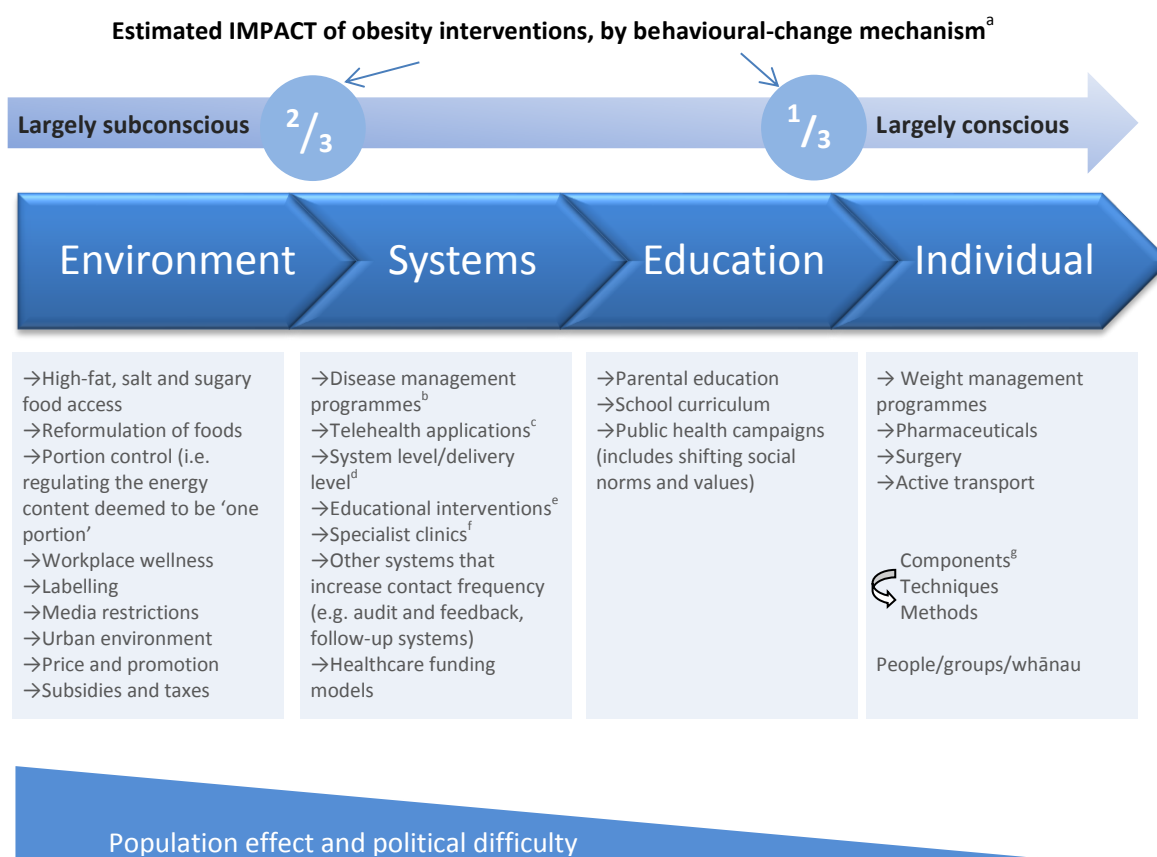 Estimated IMPACT of obesity interventions, by behavioural-change mechanismᵃ
Largely subconscious
2/3
1/3
Largely conscious
Environment
Systems
Education
Individual
→High-fat, salt and sugary
food access
→Reformulation of foods
→Portion control (i.e.
regulating the energy
content deemed to be ‘one
portion’
→Workplace wellness
→Labelling
→Media restrictions
→Urban environment
→Price and promotion
→Subsidies and taxes
→Disease management
programmesᵇ
→Telehealth applicationsᶜ
→System level/delivery
levelᵈ
→Educational interventionsᵉ
→Specialist clinicsᶠ
→Other systems that
increase contact frequency
(e.g. audit and feedback,
follow-up systems)
→Healthcare funding
models
→Parental education
→School curriculum
→Public health campaigns
(includes shifting social
norms and values)
→ Weight management
programmes
→Pharmaceuticals
→Surgery
→Active transport
Componentsᵍ
Techniques
Methods
People/groups/whānau
Population effect and political difficulty